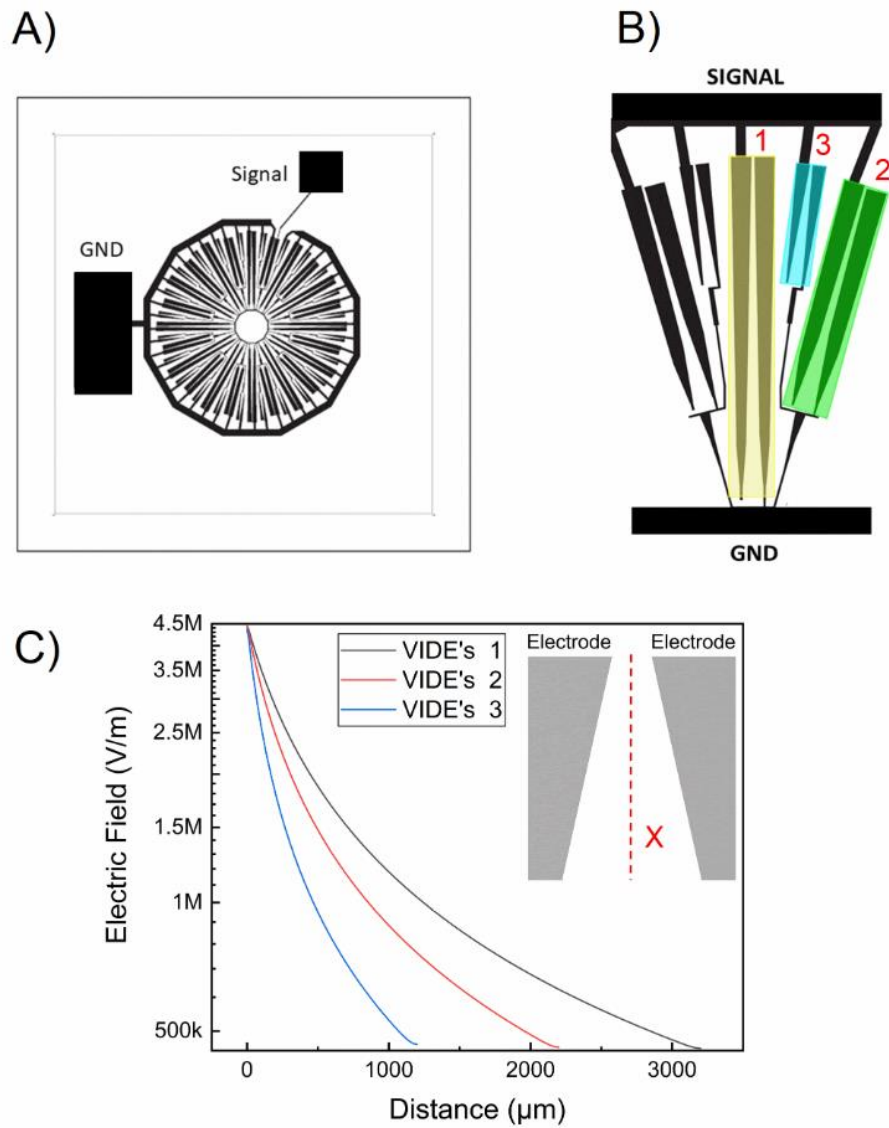 A)
Signal
GND
B)
SIGNAL
1
3
2
GND
C)
4.5M
3.5M
2.5M
1.5M
1M
500k
Electric Field (V/m)
0
1000
2000
3000
Distance (µm)
VIDE's 1
VIDE's 2
VIDE's 3
Electrode
Electrode
X